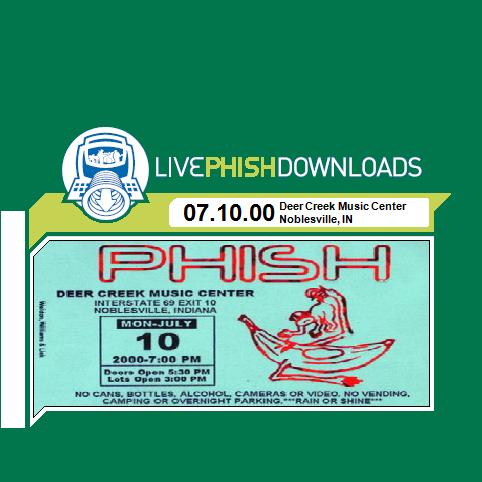 LIVEPHISHDOWNLOADS
07.10.00
Deer Creek Music Center
Noblesville, IN
PHISH
DEER CREEK MUSIC CENTER
INTERSTATE 69 EXIT 10
NOBLESVILLE, INDIANA
MON-JULY
10
2000-7:00 PM
Doors Open 5:30 PM
Lots Open 3:00 PM
NO CANS, BOTTLES, ALCOHOL, CAMERAS OR VIDEO. NO VENDING,
CAMPING OR OVERNIGHT PARKING.***RAIN OR SHINE***